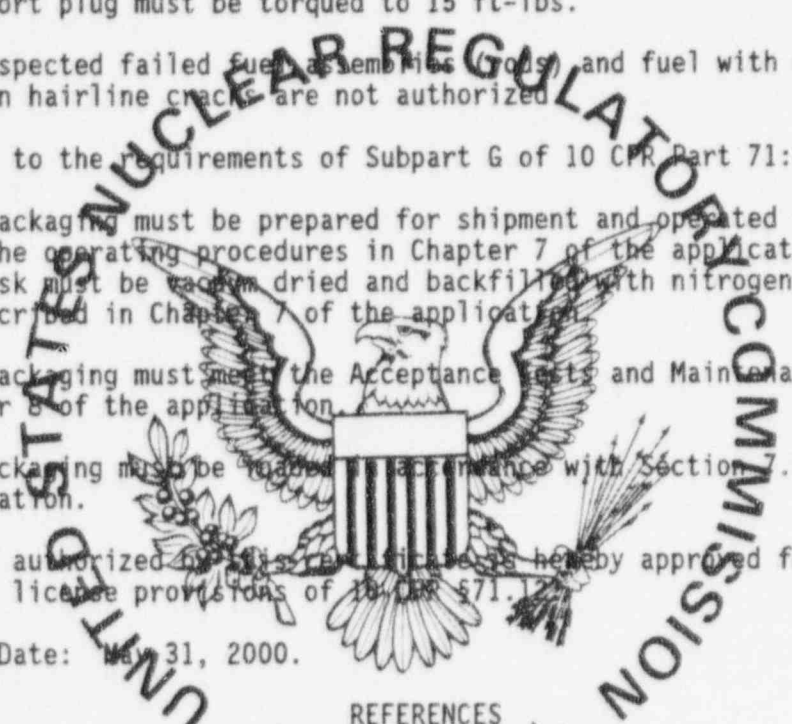 ort plug must be torqued to 15 ft-lbs.
spected failed fuel assemblies (rods) and fuel with
n hairline cracks are not authorized
to the requirements of Subpart G of 10 CFR Part 71:
ackaging must be prepared for shipment and operated
he operating procedures in Chapter 7 of the applicat
sk must be vacuum dried and backfilled with nitrogen
cribed in Chapter 7 of the application.
ackaging must meet the Acceptance Tests and Maintena
r 8 of the application.
ckaging must be loaded in accordance with Section 7.
ation.
authorized by this certificate is hereby approved f
license provisions of 10 CFR §71.12
Date: May 31, 2000.
REFERENCES
UNITED STATES NUCLEAR REGULATORY COMMISSION